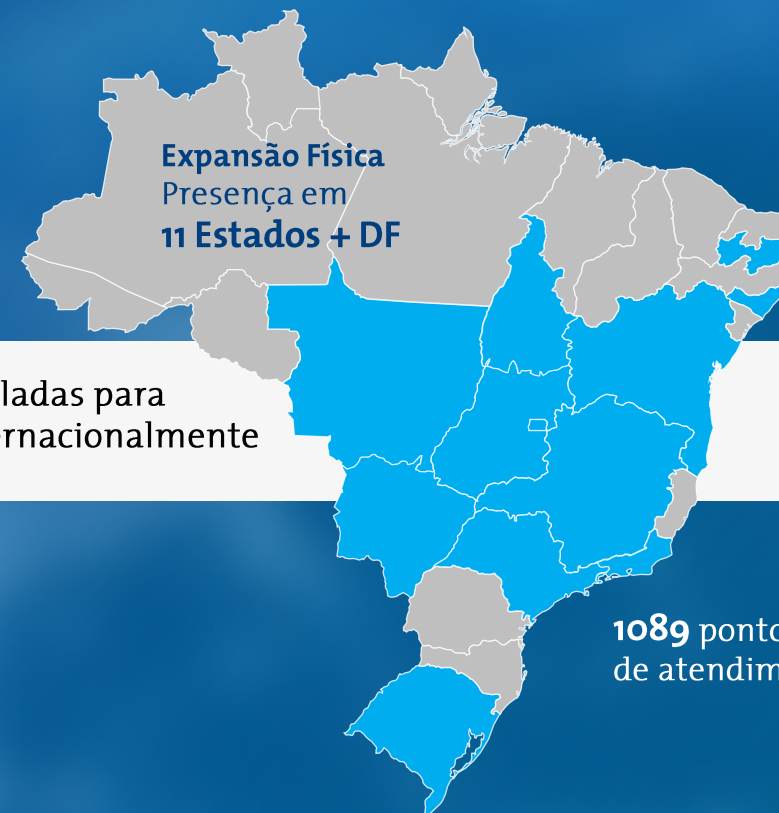 Expansão Física
Presença em
11 Estados + DF
ladas para
rnacionalmente
1089 ponto
de atendim